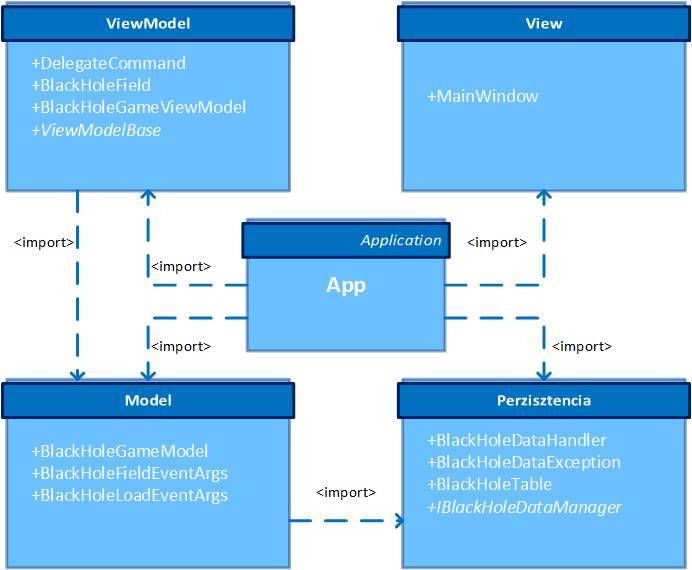 ViewModel
+DelegateCommand
+BlackHoleField
+BlackHoleGameViewModel
+ViewModelBase
View
+MainWindow
<import>
<import>
<import>
Application
App
<import>
<import>
Model
+BlackHoleGameModel
+BlackHoleFieldEventArgs
+BlackHoleLoadEventArgs
<import>
Perzisztencia
+BlackHoleDataHandler
+BlackHoleDataException
+BlackHoleTable
+IBlackHoleDataManager